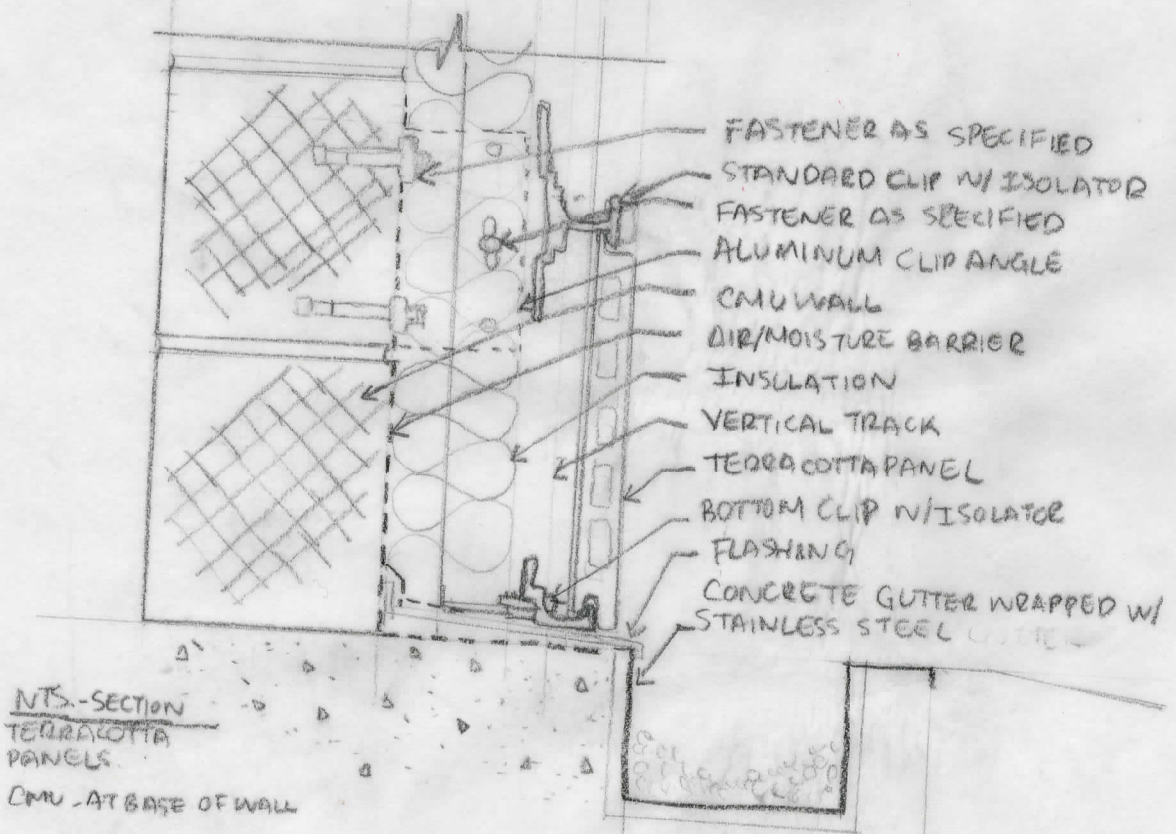 FASTENER AS SPECIFIED
STANDARD CLIP W/ ISOLATOR
FASTENER AS SPECIFIED
ALUMINUM CLIP ANGLE
CMU WALL
AIR/MOISTURE BARRIER
INSULATION
VERTICAL TRACK
TERRA COTTA PANEL
BOTTOM CLIP W/ISOLATOR
FLASHING
CONCRETE GUTTER WRAPPED W/
STAINLESS STEEL
NTS.-SECTION
TERRACOTTA
PANELS
CMU - AT BASE OF WALL